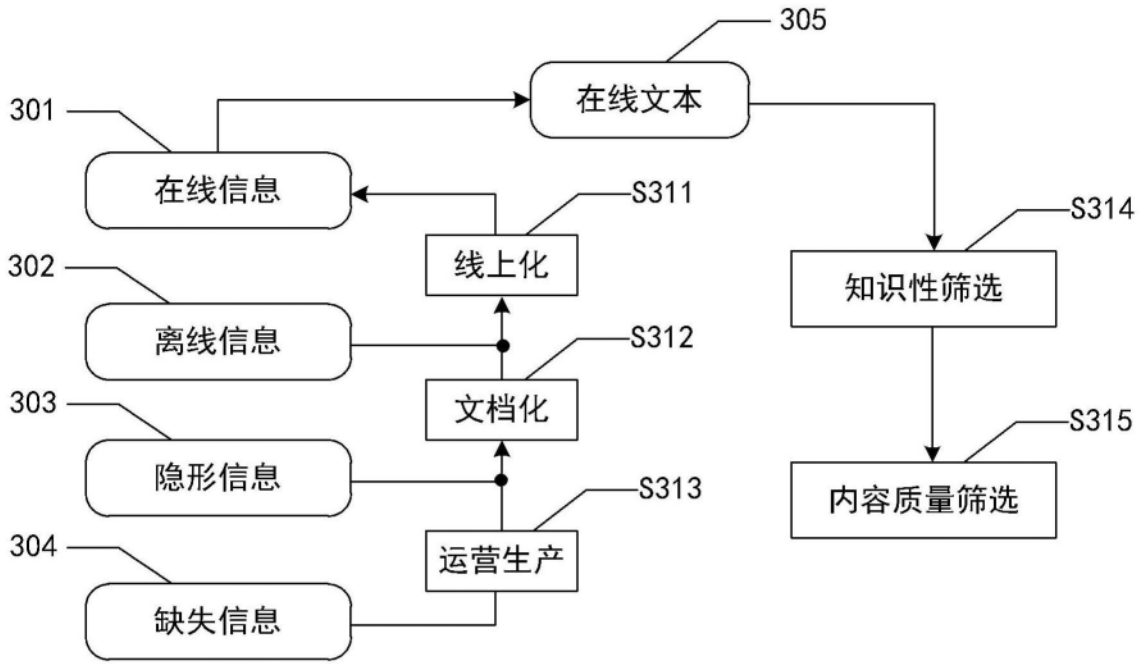 305
在线文本
301
在线信息
S311
线上化
S314
知识性筛选
302
离线信息
S312
文档化
303
隐形信息
S315
内容质量筛选
S313
运营生产
304
缺失信息